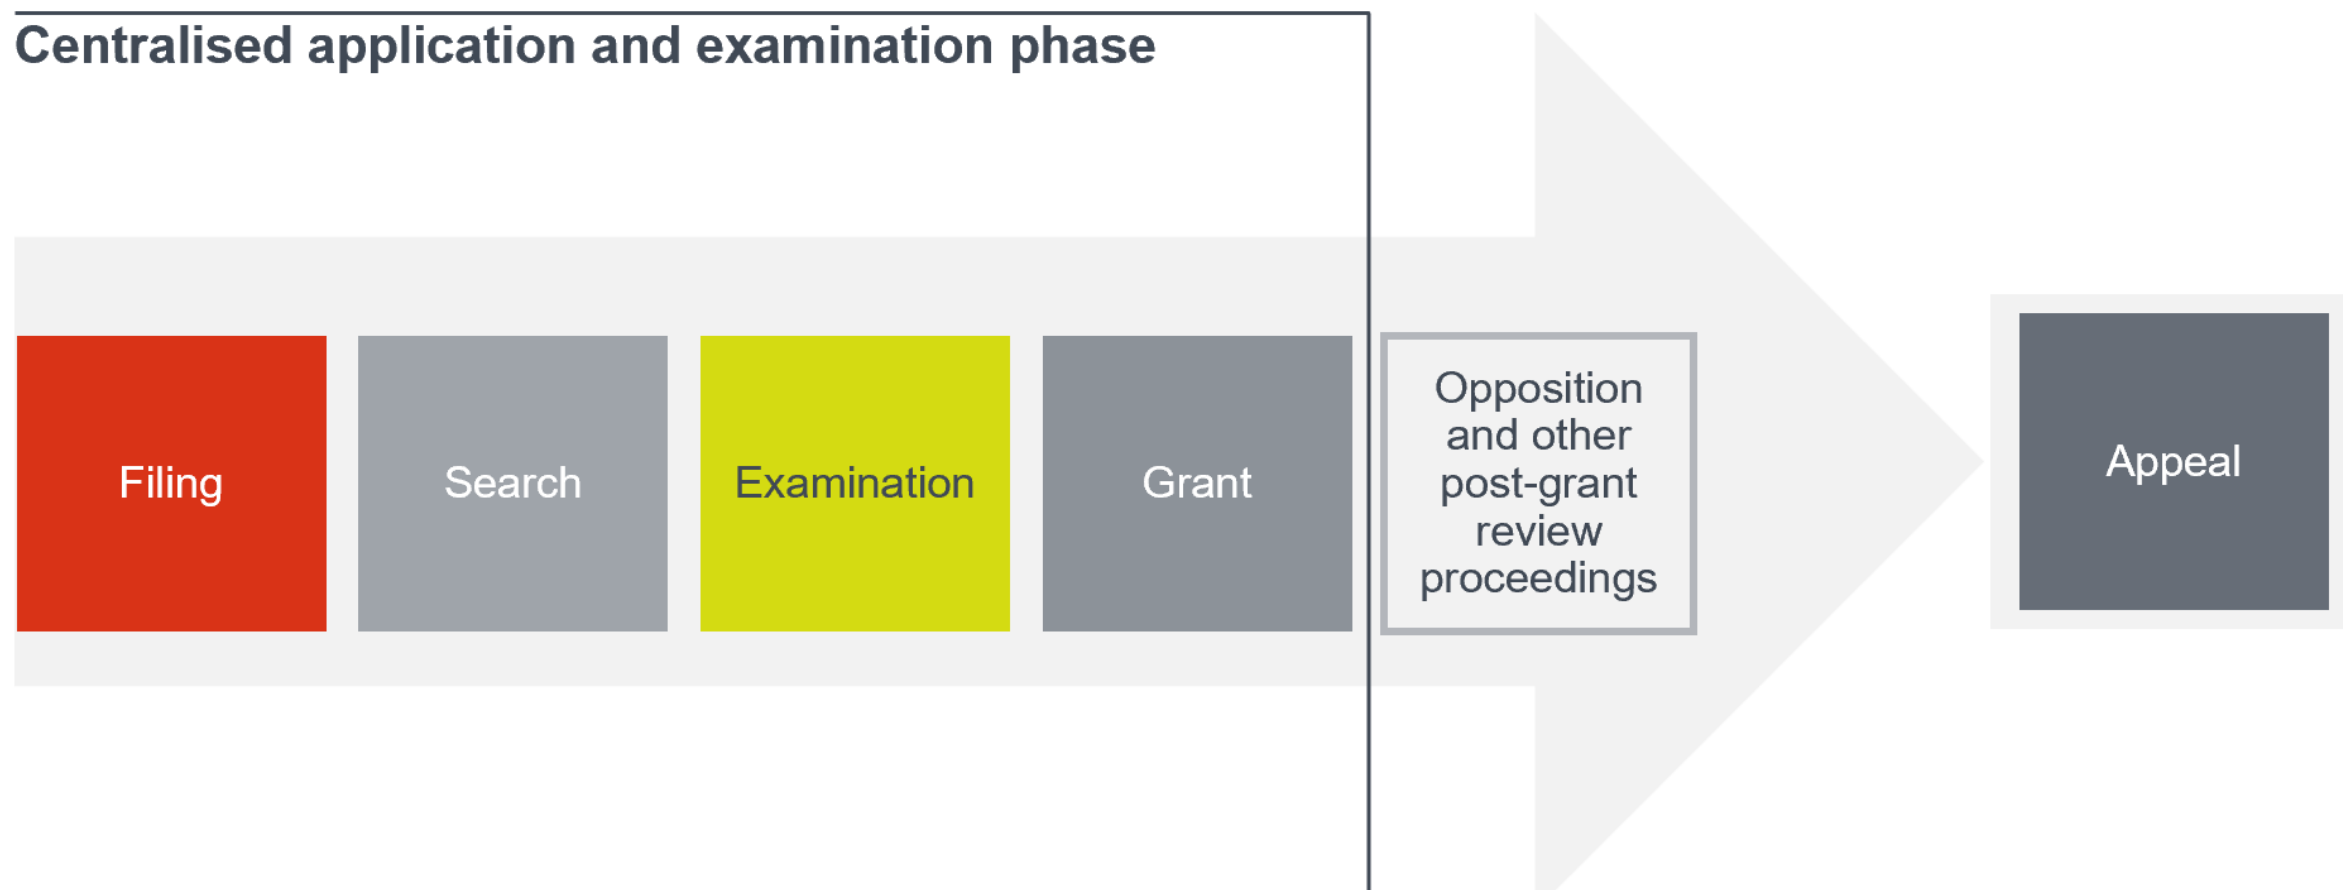 Centralised application and examination phase
Filing
Search
Examination
Grant
Opposition
and other
post-grant
review
proceedings
Appeal